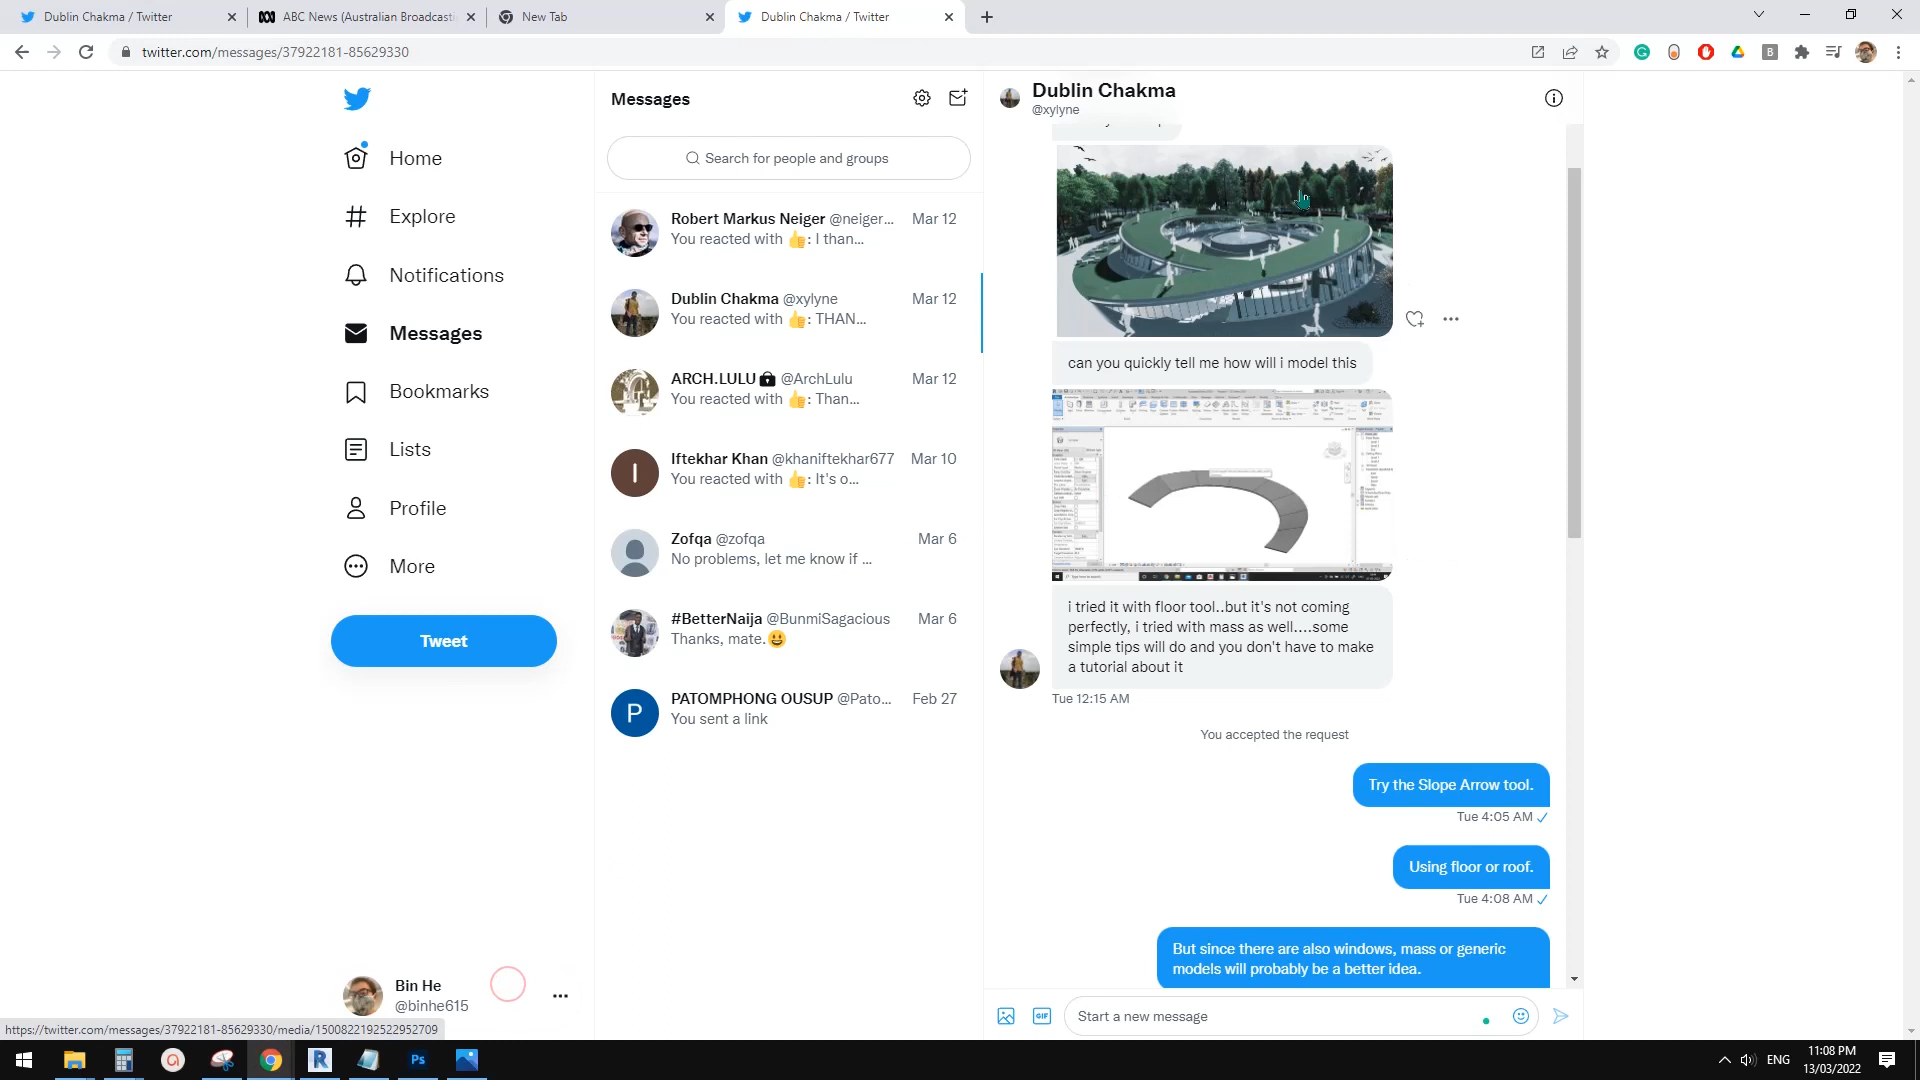 Dublin Chakma / Twitter
ABC News (Australian Broadcasti
New Tab
Dublin Chakma / Twitter
twitter.com/messages/37922181-85629330
Home
Explore
Notifications
Messages
Bookmarks
Lists
Profile
More
Tweet
Bin He
@binhe615
https://twitter.com/messages/37922181-85629330/media/1500822192522952709
Messages
Search for people and groups
Robert Markus Neiger @neiger... Mar 12
You reacted with 👍: I than...
Dublin Chakma @xylyne Mar 12
You reacted with 👍: THAN...
ARCH.LULU @ArchLulu Mar 12
You reacted with 👍: Than...
I
Iftekhar Khan @khaniftekhar677 Mar 10
You reacted with 👍: It's o...
Zofqa @zofqa Mar 6
No problems, let me know if ...
#BetterNaija @BunmiSagacious Mar 6
Thanks, mate.😀
P
PATOMPHONG OUSUP @Pato... Feb 27
You sent a link
Dublin Chakma
@xylyne
can you quickly tell me how will i model this
i tried it with floor tool..but it's not coming
perfectly, i tried with mass as well....some
simple tips will do and you don't have to make
a tutorial about it
Tue 12:15 AM
You accepted the request
Try the Slope Arrow tool.
Tue 4:05 AM
Using floor or roof.
Tue 4:08 AM
But since there are also windows, mass or generic
models will probably be a better idea.
GIF
Start a new message
R
Ps
ENG
11:08 PM
13/03/2022